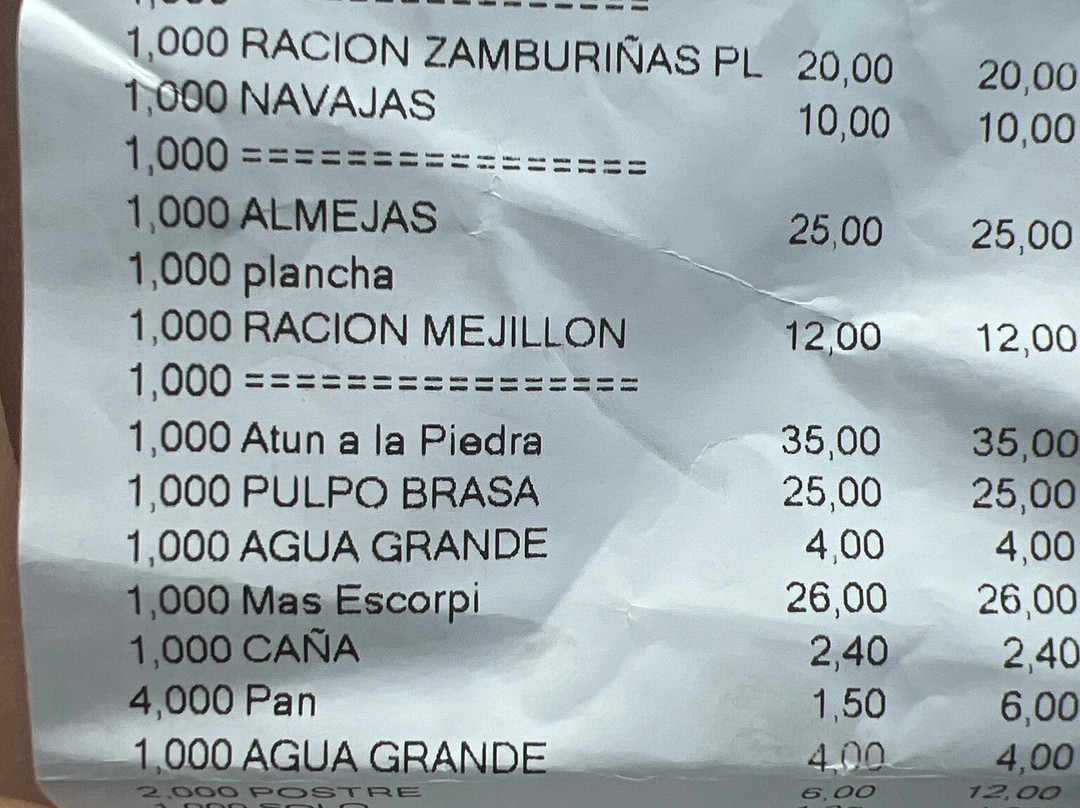 1,000 RACION ZAMBURIÑAS PL 20,00 20,00
1,000 NAVAJAS 10,00 10,00
1,000 ================
1,000 ALMEJAS 25,00 25,00
1,000 plancha
1,000 RACION MEJILLON 12,00 12,00
1,000 ================
1,000 Atun a la Piedra 35,00 35,00
1,000 PULPO BRASA 25,00 25,00
1,000 AGUA GRANDE 4,00 4,00
1,000 Mas Escorpi 26,00 26,00
1,000 CAÑA 2,40 2,40
4,000 Pan 1,50 6,00
1,000 AGUA GRANDE 4,00 4,00
2,000 POSTRE 6,00 12,00
1,000 SOLO